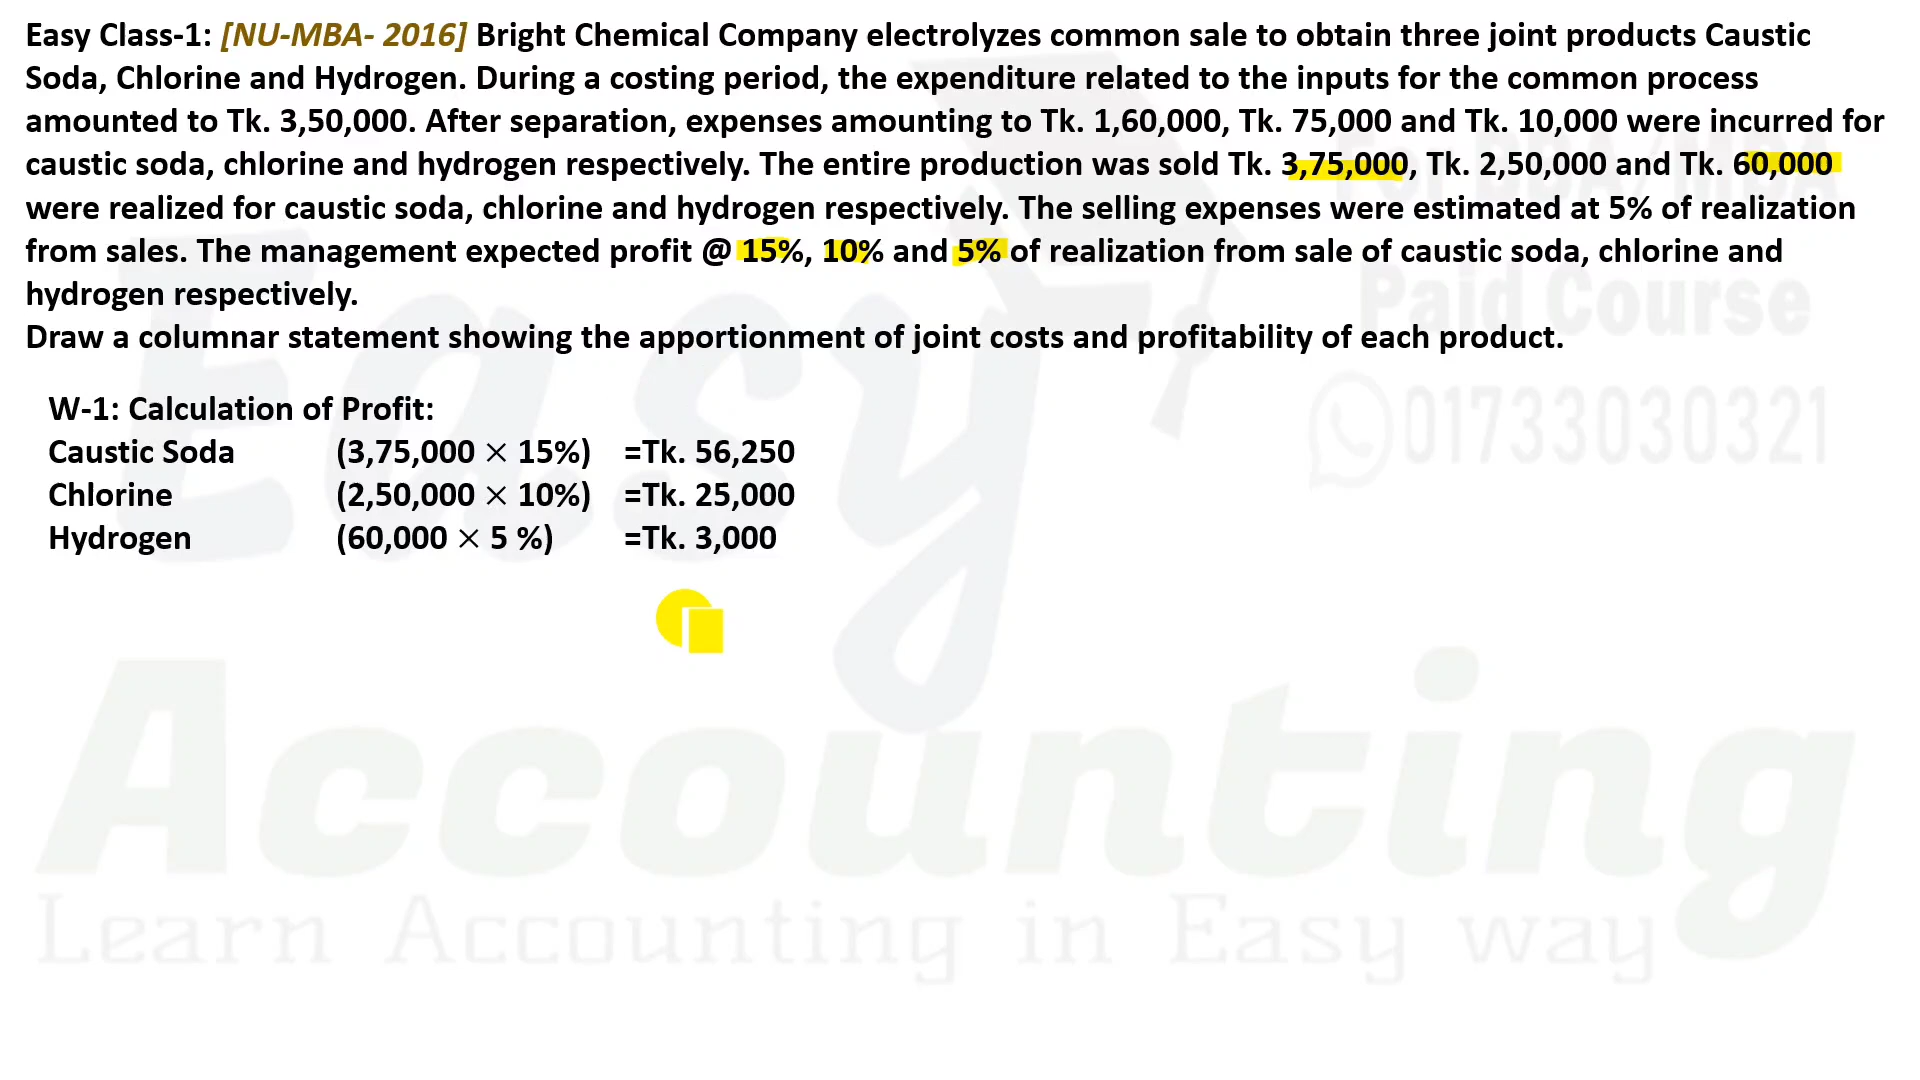 Easy Class-1: [NU-MBA- 2016] Bright Chemical Company electrolyzes common sale to obtain three joint products Caustic
Soda, Chlorine and Hydrogen. During a costing period, the expenditure related to the inputs for the common process
amounted to Tk. 3,50,000. After separation, expenses amounting to Tk. 1,60,000, Tk. 75,000 and Tk. 10,000 were incurred for
caustic soda, chlorine and hydrogen respectively. The entire production was sold Tk. 3,75,000, Tk. 2,50,000 and Tk. 60,000
were realized for caustic soda, chlorine and hydrogen respectively. The selling expenses were estimated at 5% of realization
from sales. The management expected profit @ 15%, 10% and 5% of realization from sale of caustic soda, chlorine and
hydrogen respectively.
Draw a columnar statement showing the apportionment of joint costs and profitability of each product.
W-1: Calculation of Profit:
Caustic Soda (3,75,000 × 15%) =Tk. 56,250
Chlorine (2,50,000 × 10%) =Tk. 25,000
Hydrogen (60,000 × 5 %) =Tk. 3,000
Paid Course
01733030321
Easy
Accounting
Learn Accounting in Easy way